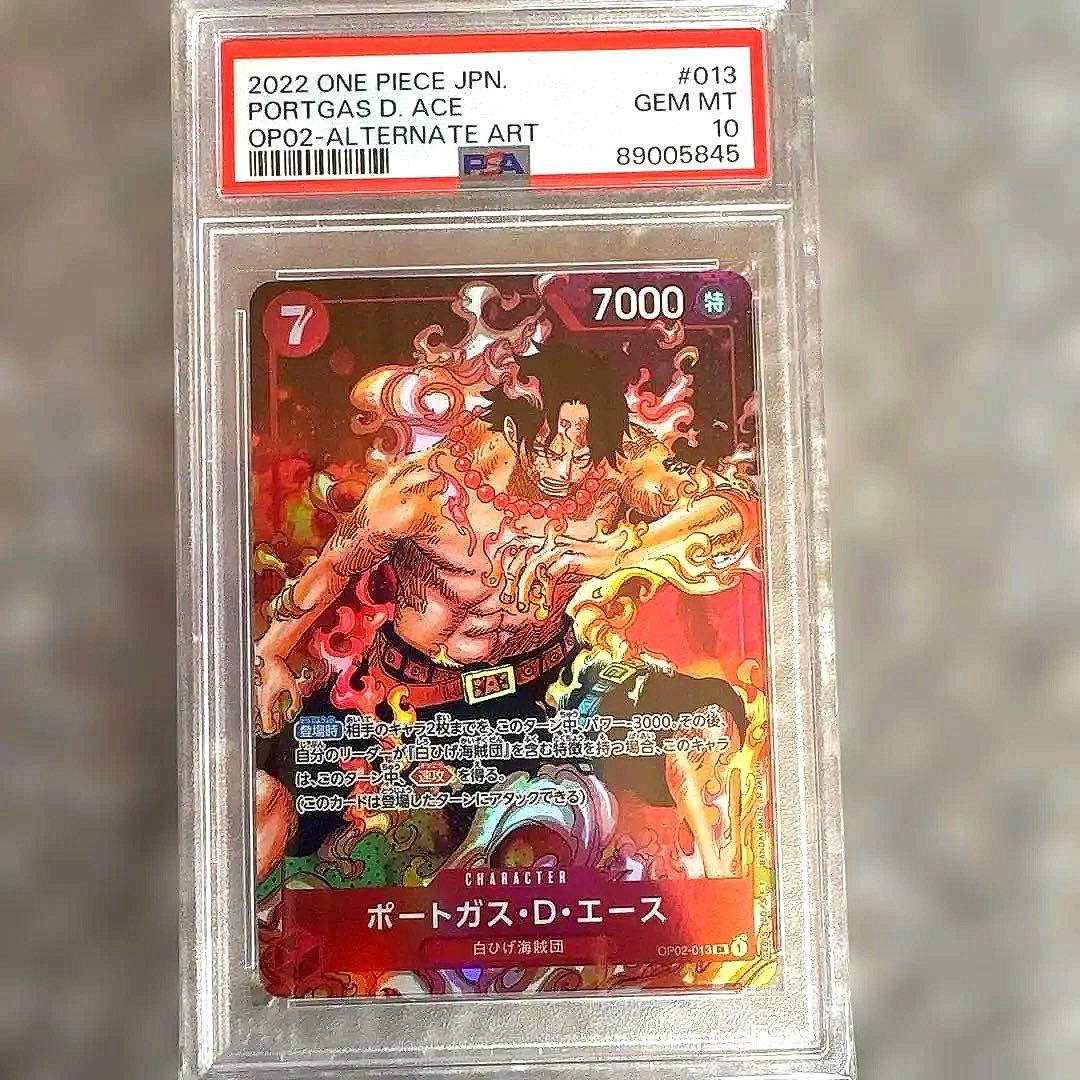 2022 ONE PIECE JPN. #013
PORTGAS D. ACE GEM MT
OP02-ALTERNATE ART 10
PSA 89005845
7 7000 特
A
登場時 相手のキャラ2枚までを、このターン中、パワー-3000。その後、
自分のリーダーが『白ひげ海賊団』を含む特徴を持つ場合、このキャラ
は、このターン中、速攻 を得る。
(このカードは登場したターンにアタックできる)
CHARACTER
ポートガス・D・エース
白ひげ海賊団
OP02-013 1